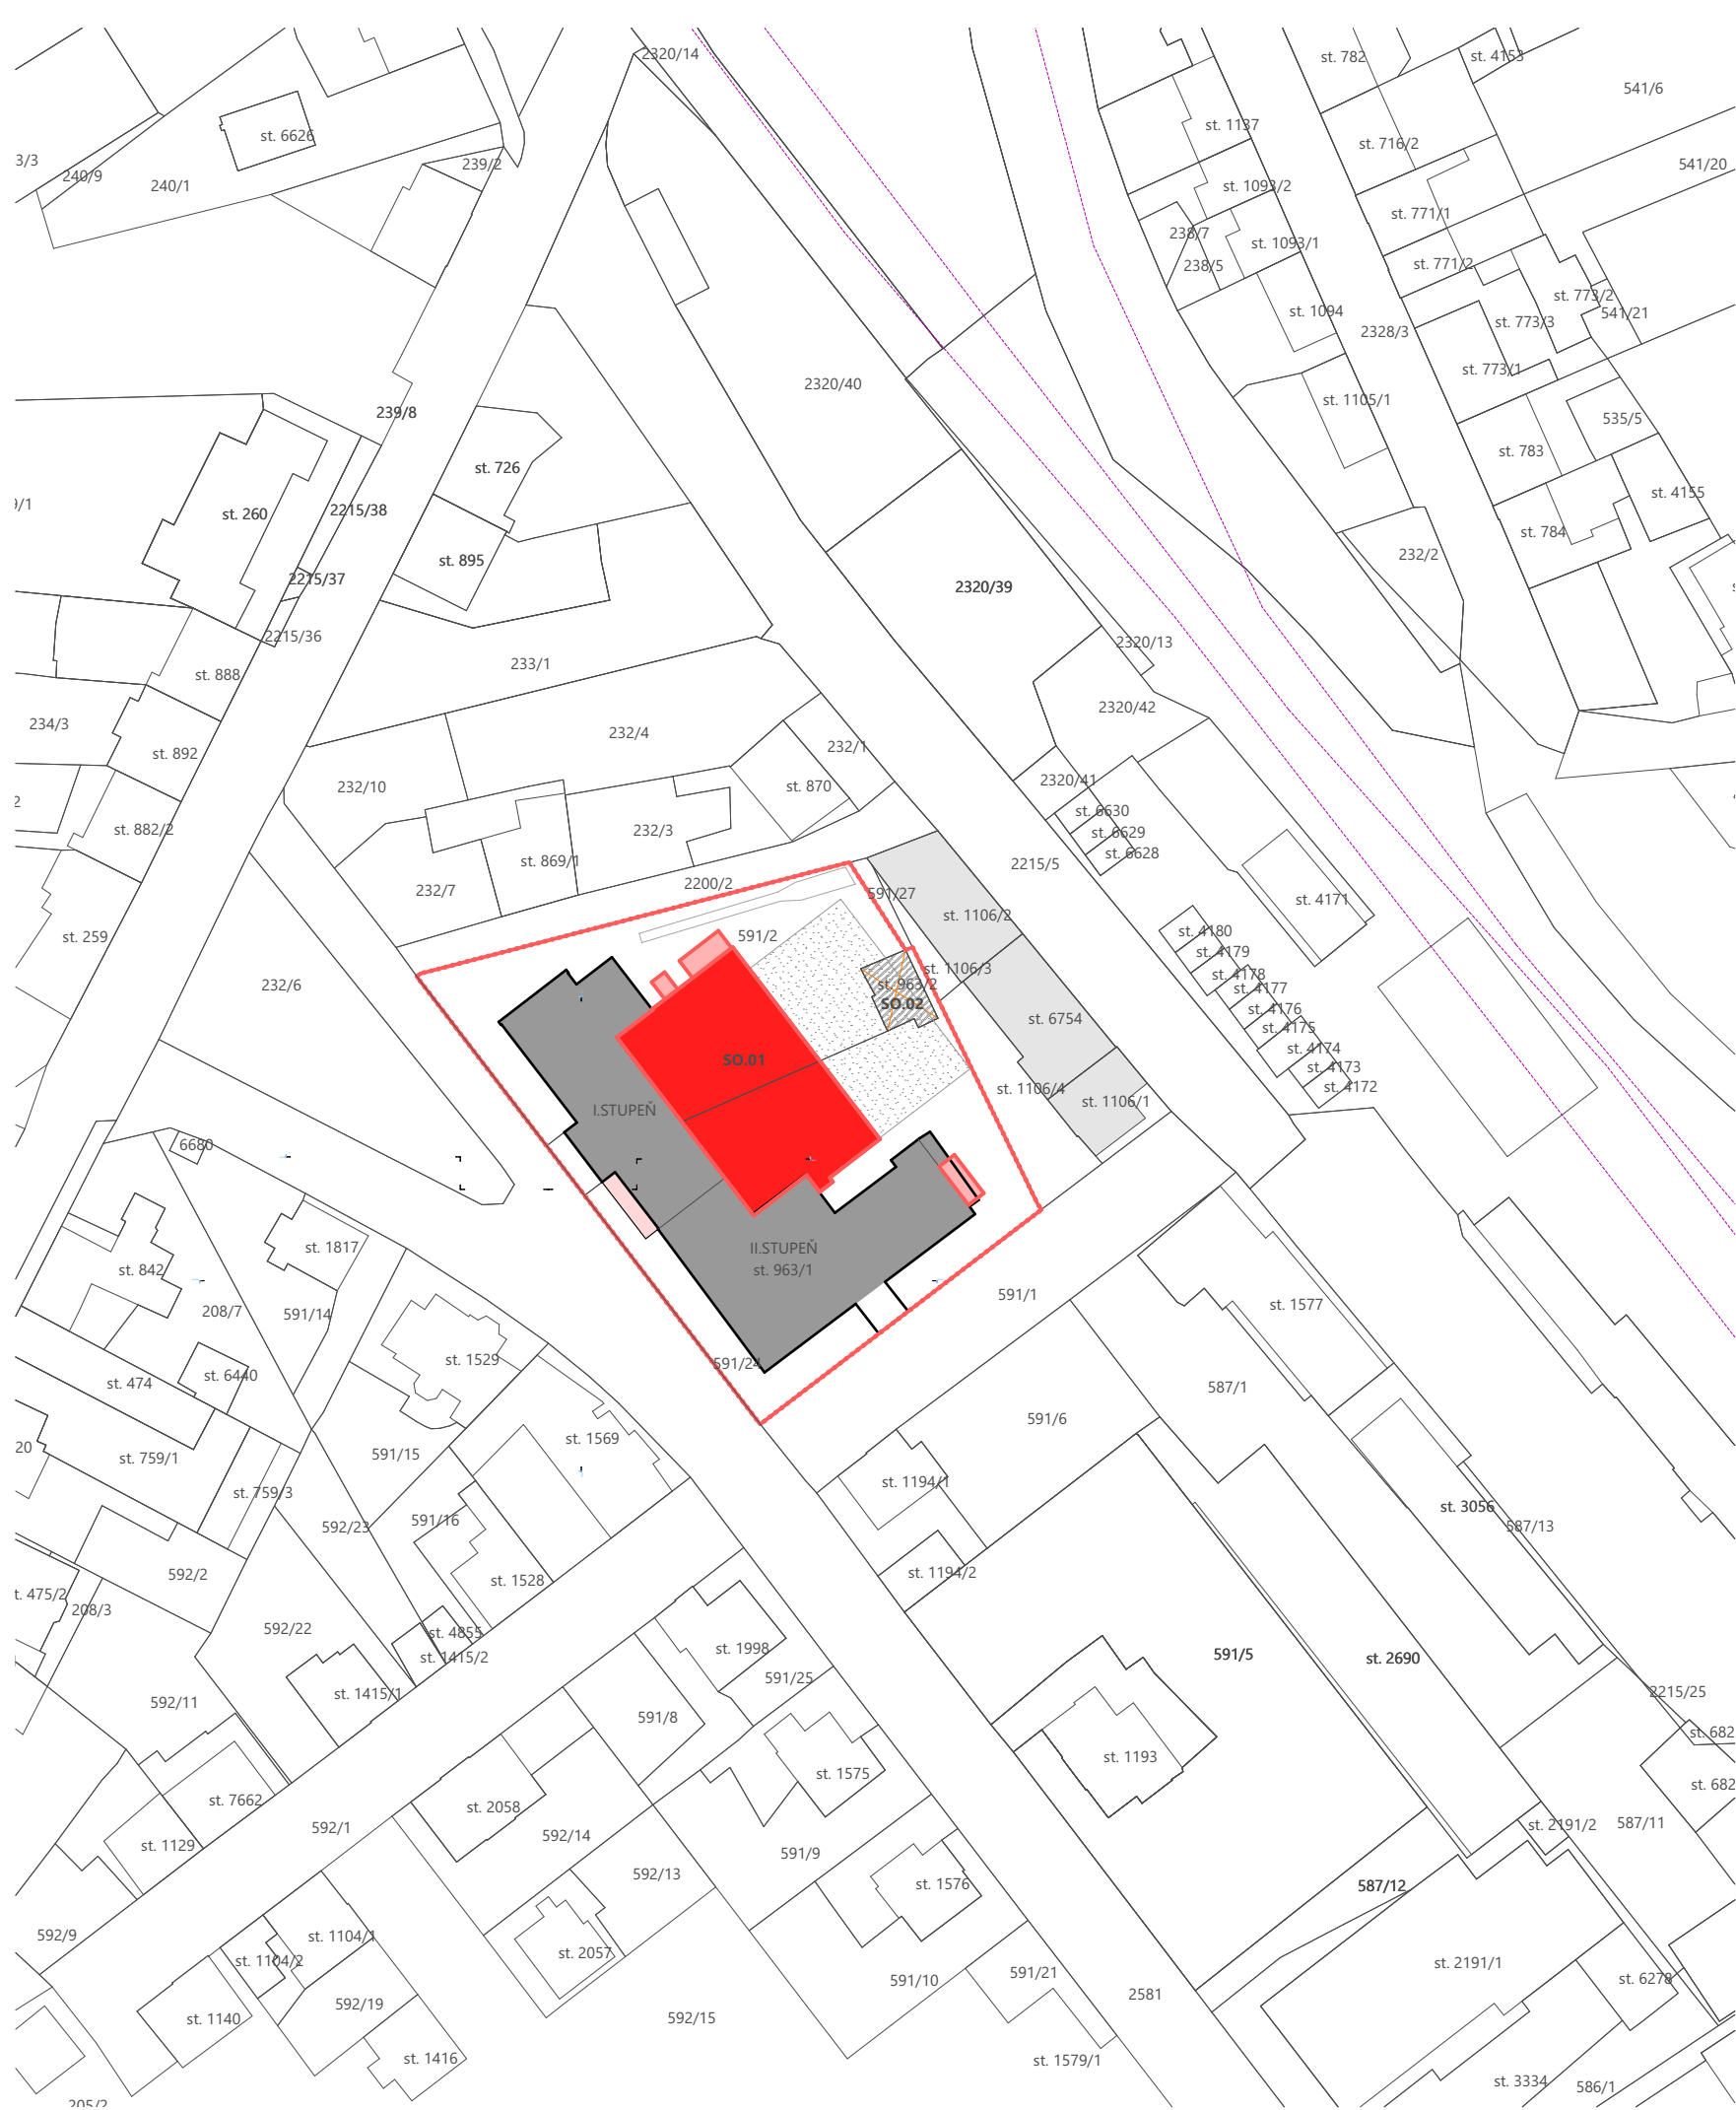 2320/14
st. 782
st. 4153
541/6
st. 6626
st. 1137
st. 716/2
3/3
240/9
240/1
239/2
541/20
st. 1093/2
st. 771/1
238/7
st. 1093/1
238/5
st. 771/2
st. 773/2
st. 1094
541/21
st. 773/3
2328/3
st. 773/1
2320/40
st. 1105/1
239/8
535/5
st. 726
st. 783
st. 4155
st. 260
2215/38
st. 784
232/2
st. 895
2215/37
2320/39
2215/36
2320/13
233/1
st. 888
2320/42
234/3
232/4
232/1
st. 892
2320/41
232/10
st. 870
st. 6630
st. 882/2
232/3
st. 6629
st. 6628
st. 869/1
2215/5
2200/2
232/7
591/27
st. 4171
st. 1106/2
st. 259
591/2
st. 4180
st. 4179
st. 1106/3
st. 4178
232/6
st. 963/2
st. 4177
SO.02
st. 4176
st. 6754
st. 4175
st. 4174
SO.01
st. 4173
st. 4172
st. 1106/4
st. 1106/1
I.STUPEŇ
6680
st. 1817
II.STUPEŇ
st. 842
st. 963/1
591/1
208/7
591/14
st. 1577
st. 1529
591/24
st. 6440
st. 474
587/1
591/6
st. 1569
20
591/15
st. 759/1
st. 1194/1
st. 759/3
st. 3056
591/16
592/23
587/13
592/2
st. 1194/2
st. 1528
t. 475/2
208/3
592/22
st. 4855
st. 1998
591/5
st. 2690
st. 1415/2
591/25
st. 1415/1
2215/25
592/11
591/8
st. 682
st. 1193
st. 1575
st. 682
st. 7662
st. 2058
592/1
st. 2191/2
587/11
592/14
st. 1129
591/9
592/13
st. 1576
587/12
592/9
st. 1104/1
st. 2057
st. 1104/2
st. 2191/1
591/21
591/10
st. 6278
2581
592/19
592/15
st. 1140
st. 1416
st. 1579/1
st. 3334
586/1
205/2